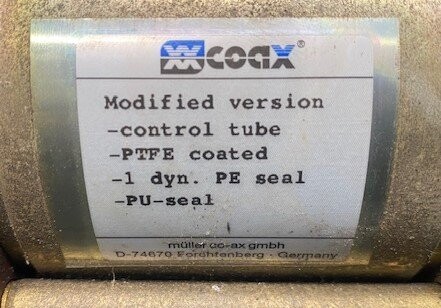 coax®
Modified version
-control tube
-PTFE coated
-1 dyn. PE seal
-PU-seal
müller co-ax gmbh
D-74670 Forchtenberg · Germany